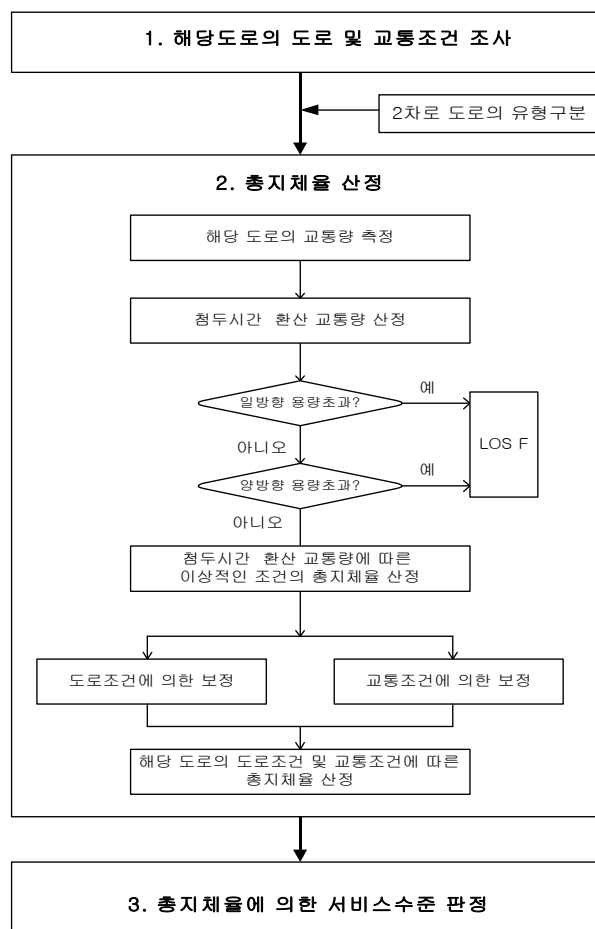 1. 해당도로의 도로 및 교통조건 조사
2차로 도로의 유형구분
2. 총지체율 산정
해당 도로의 교통량 측정
첨두시간 환산 교통량 산정
일방향 용량초과?
예
아니오
LOS F
양방향 용량초과?
예
아니오
첨두시간 환산 교통량에 따른
이상적인 조건의 총지체율 산정
도로조건에 의한 보정
교통조건에 의한 보정
해당 도로의 도로조건 및 교통조건에 따른
총지체율 산정
3. 총지체율에 의한 서비스수준 판정